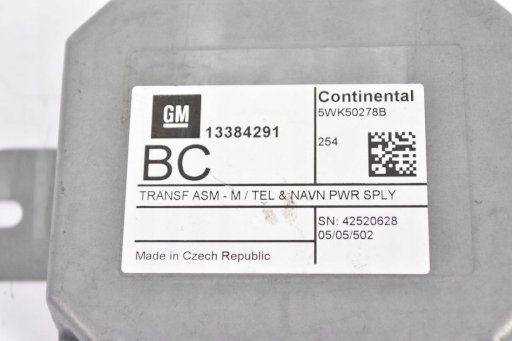 GM
13384291
BC
Continental
5WK50278B
254
TRANSF ASM - M / TEL & NAVN PWR SPLY
SN: 42520628
05/05/502
Made in Czech Republic